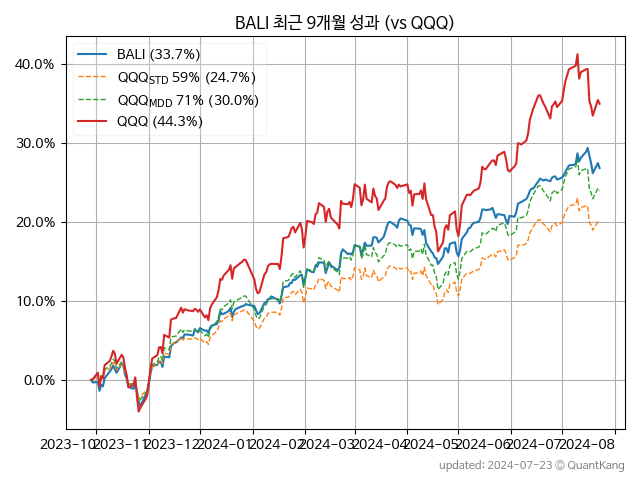 BALI 최근 9개월 성과 (vs QQQ)
BALI (33.7%)
QQQSTD 59% (24.7%)
QQQMDD 71% (30.0%)
QQQ (44.3%)
40.0%
30.0%
20.0%
10.0%
0.0%
2023-10 2023-11 2023-12 2024-01 2024-02 2024-03 2024-04 2024-05 2024-06 2024-07 2024-08
updated: 2024-07-23 ⓒ QuantKang